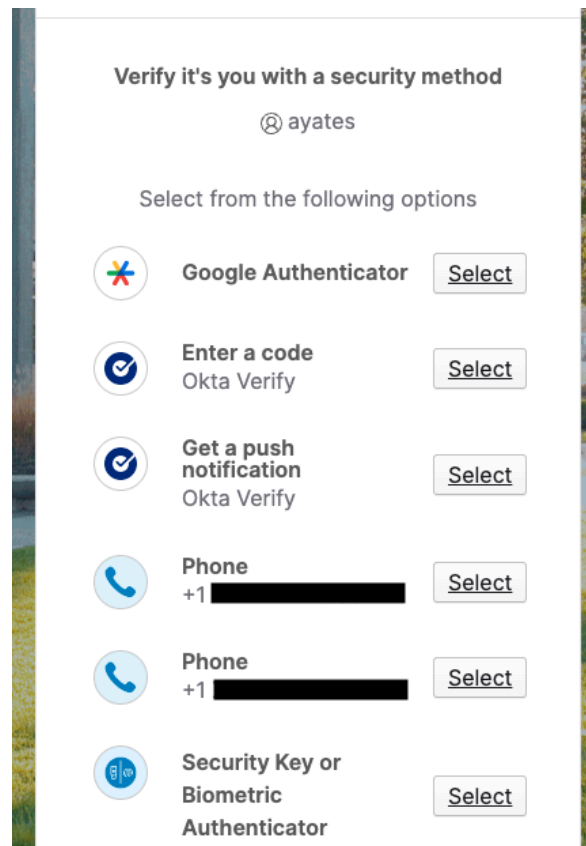 Verify it's you with a security method
ayates
Select from the following options
Google Authenticator
Select
Enter a code
Okta Verify
Select
Get a push
notification
Okta Verify
Select
Phone
+1
Select
Phone
+1
Select
Security Key or
Biometric
Authenticator
Select